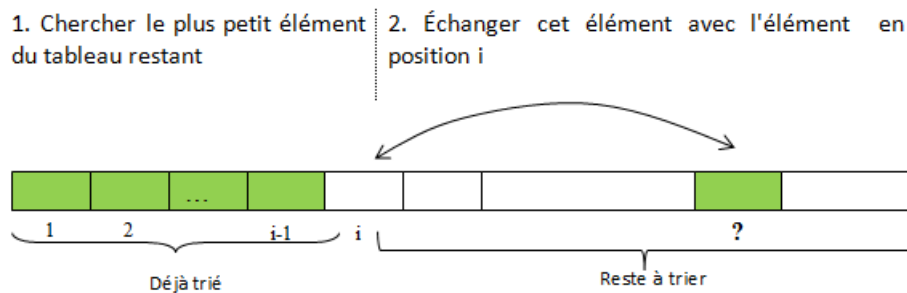 1. Chercher le plus petit élément
du tableau restant
2. Échanger cet élément avec l'élément en
position i
...
1 2 i-1 i ?
Déjà trié
Reste à trier